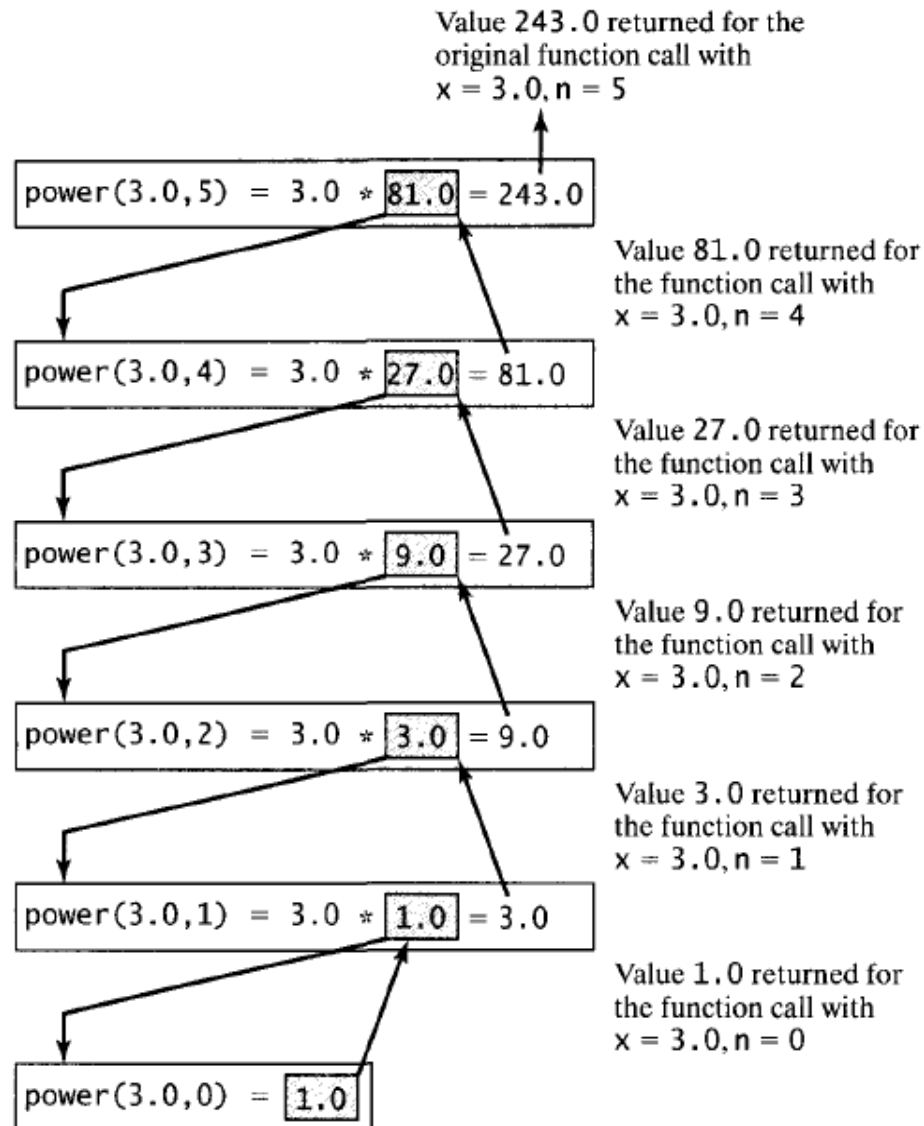 Value 243.0 returned for the
original function call with
x = 3.0, n = 5
power(3.0,5) = 3.0 * 81.0 = 243.0
Value 81.0 returned for
the function call with
x = 3.0, n = 4
power(3.0,4) = 3.0 * 27.0 = 81.0
Value 27.0 returned for
the function call with
x = 3.0, n = 3
power(3.0,3) = 3.0 * 9.0 = 27.0
Value 9.0 returned for
the function call with
x = 3.0, n = 2
power(3.0,2) = 3.0 * 3.0 = 9.0
Value 3.0 returned for
the function call with
x = 3.0, n = 1
power(3.0,1) = 3.0 * 1.0 = 3.0
Value 1.0 returned for
the function call with
x = 3.0, n = 0
power(3.0,0) = 1.0